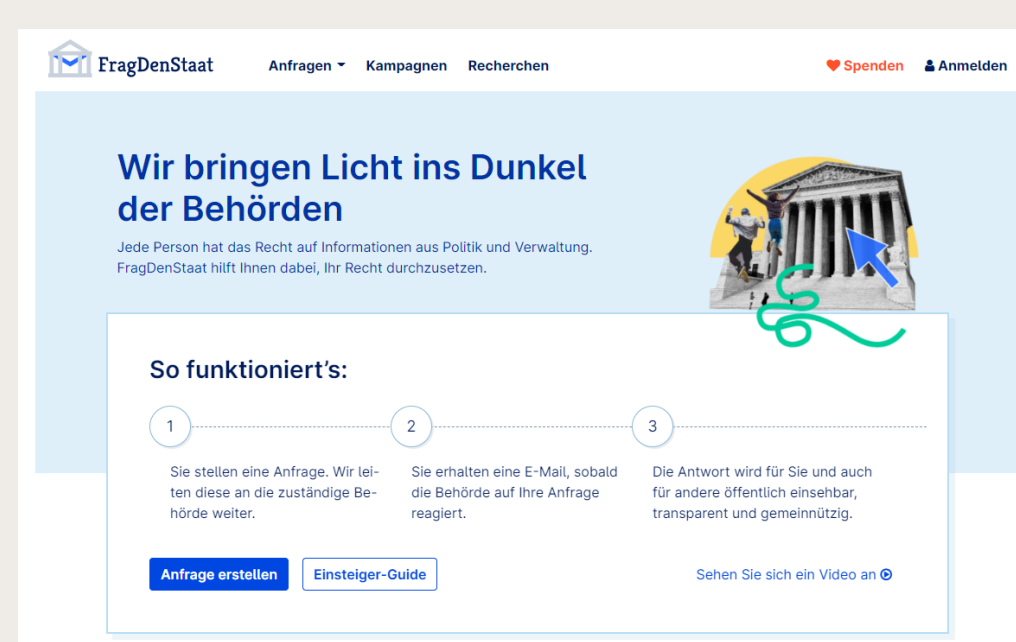 FragDenStaat Anfragen Kampagnen Recherchen Spenden Anmelden
Wir bringen Licht ins Dunkel
der Behörden
Jede Person hat das Recht auf Informationen aus Politik und Verwaltung.
FragDenStaat hilft Ihnen dabei, Ihr Recht durchzusetzen.
So funktioniert’s:
1
Sie stellen eine Anfrage. Wir lei-
ten diese an die zuständige Be-
hörde weiter.
2
Sie erhalten eine E-Mail, sobald
die Behörde auf Ihre Anfrage
reagiert.
3
Die Antwort wird für Sie und auch
für andere öffentlich einsehbar,
transparent und gemeinnützig.
Anfrage erstellen Einsteiger-Guide Sehen Sie sich ein Video an